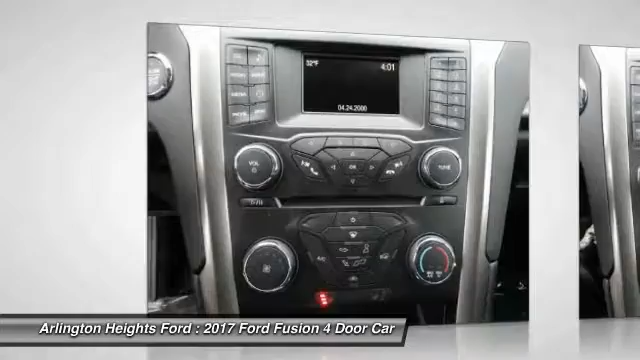 32°F
4:01
04.24.2000
VOL
OK
TUNE
Arlington Heights Ford : 2017 Ford Fusion 4 Door Car